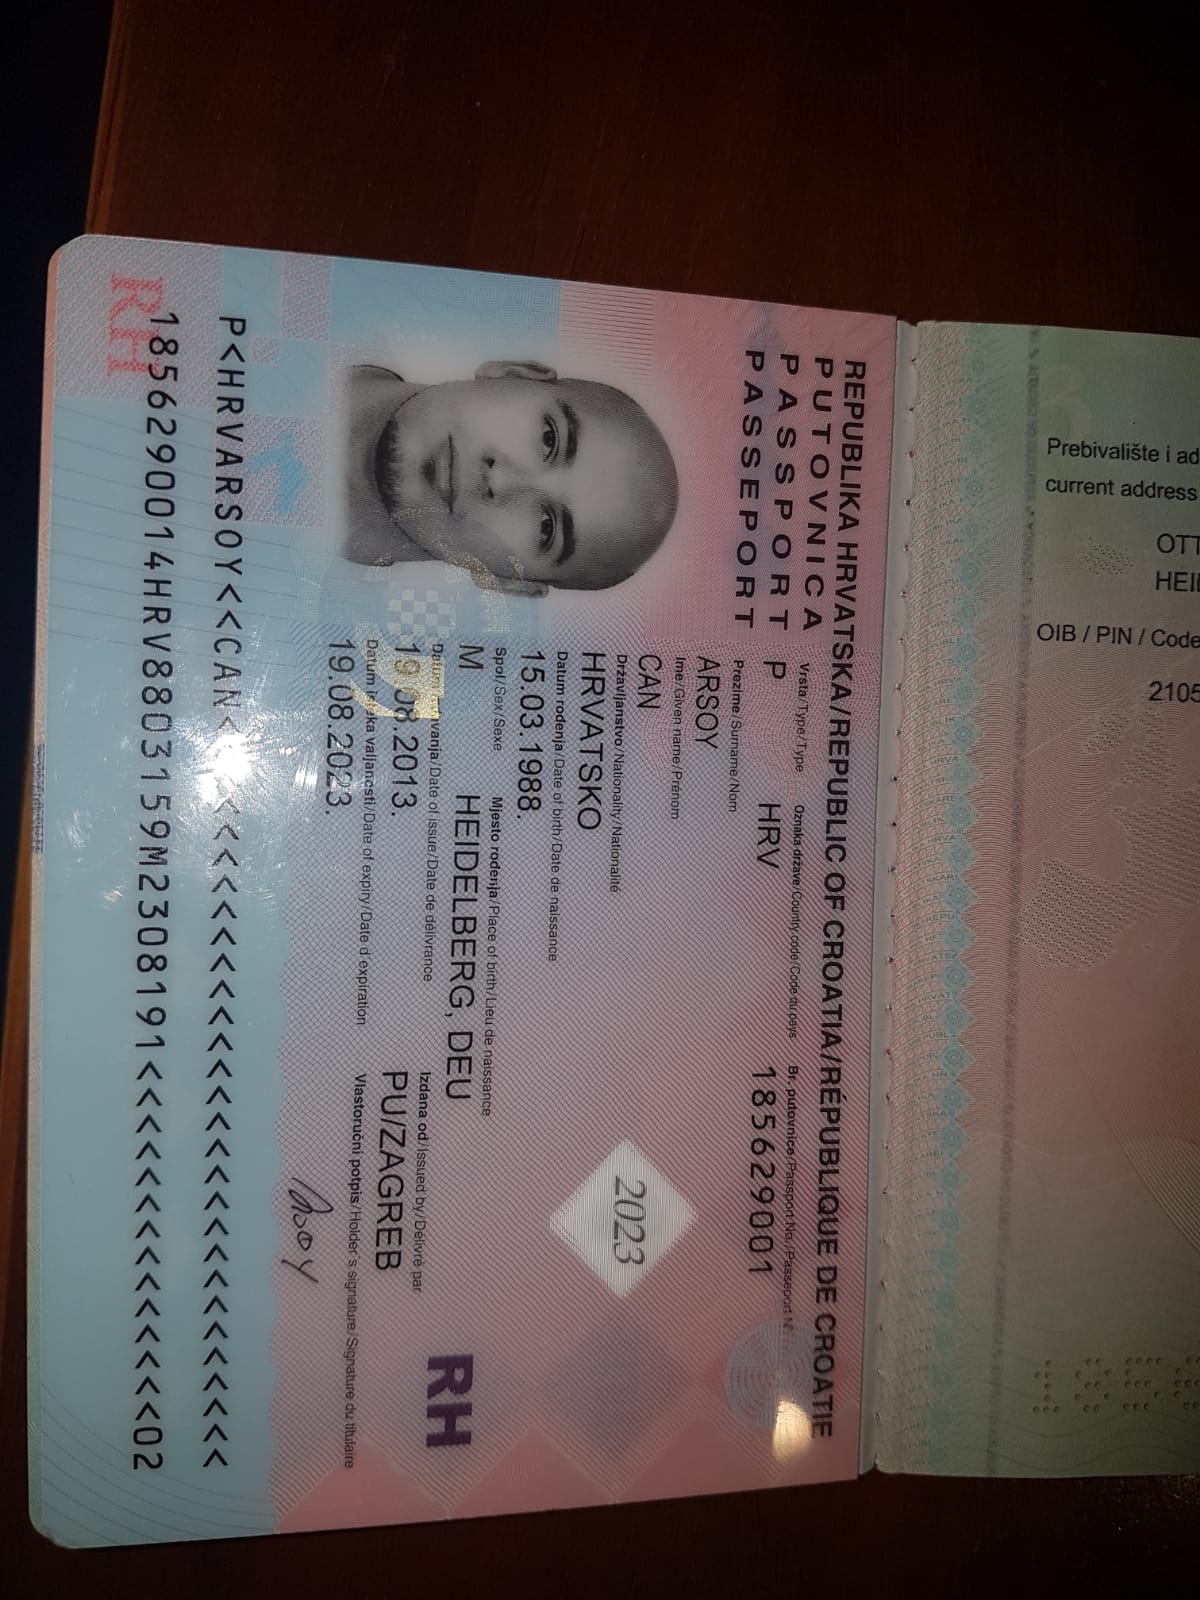 Prebivalište i ad
current address
OTT
HEI
OIB / PIN / Code
2105
REPUBLIKA HRVATSKA/REPUBLIC OF CROATIA/RÉPUBLIQUE DE CROATIE
PUTOVNICA
PASSPORT
PASSEPORT
Vrsta/Type/Type Oznaka države/Country code/Code du pays Br. putovnice/Passport No./Passeport N°
P HRV 185629001
Prezime/Surname/Nom
ARSOY
Ime/Given name/Prénom
CAN
Državljanstvo/Nationality/Nationalité
HRVATSKO
2023
Datum rođenja/Date of birth/Date de naissance
15.03.1988.
Spol/Sex/Sexe Mjesto rođenja/Place of birth/Lieu de naissance
M HEIDELBERG, DEU
vanja/Date of issue/Date de délivrance Izdana od/Issued by/Délivré par
19.08.2013. PU/ZAGREB
Datum valjanosti/Date of expiry/Date d'expiration Vlastoručni potpis/Holder's signature/Signature du titulaire
19.08.2023.
RH
P<HRVARSOY<<CAN<<<<<<<<<<<<<<<<<<<<<<<<<<<<<
1856290014HRV8803159M2308191<<<<<<<<<<<<<<02
RH